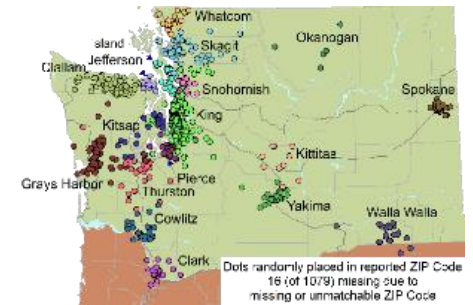 Whatcom
Okanogan
Island
Skagit
Jefferson
Clallam
Snohomish
Spokane
King
Kitsap
Kittitas
Grays Harbor
Pierce
Thurston
Yakima
Walla Walla
Cowlitz
Clark
Dots randomly placed in reported ZIP Code
16 (of 1079) missing due to
missing or unmatchable ZIP Code